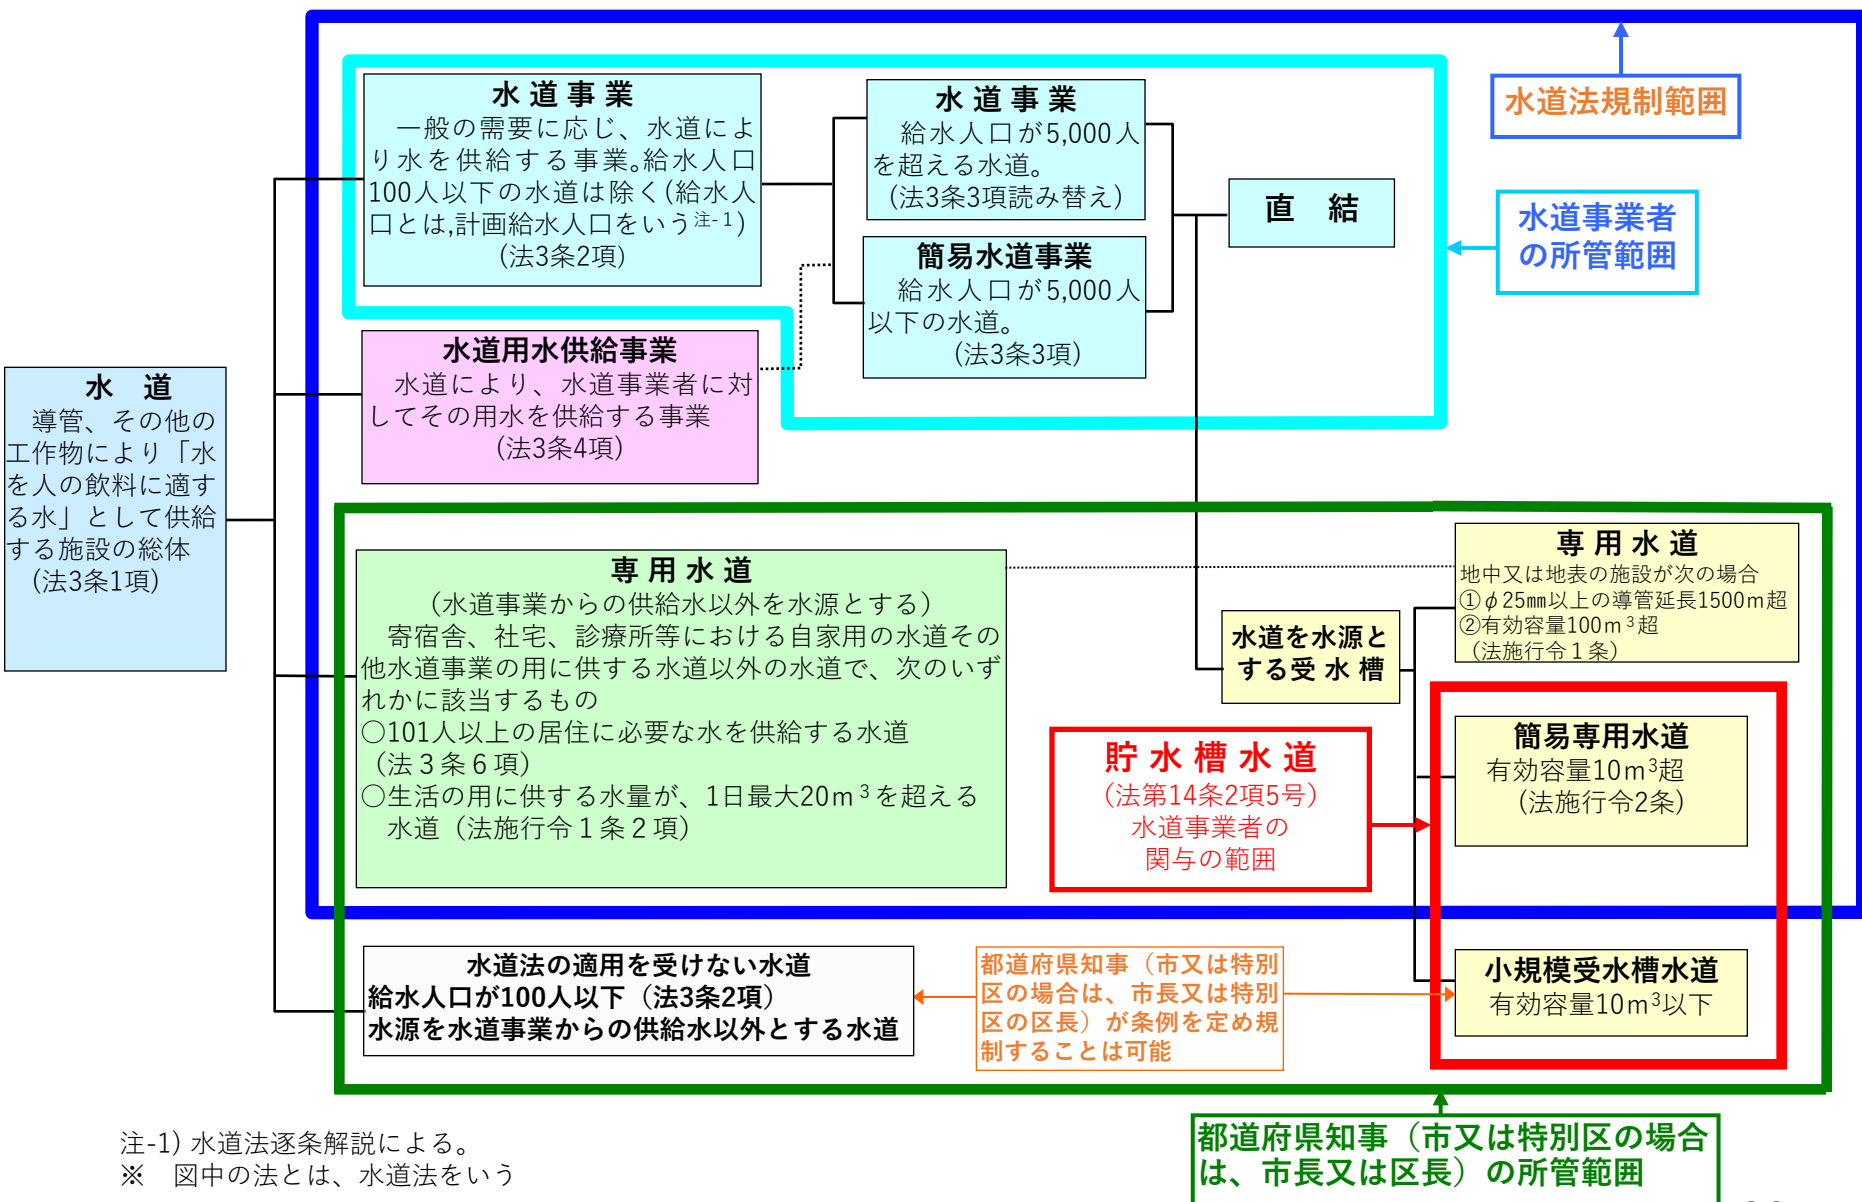 水道法規制範囲
水 道 事 業
一般の需要に応じ、水道によ
り水を供給する事業。給水人口
100人以下の水道は除く(給水人
口とは,計画給水人口をいう注-1)
(法3条2項)
水 道 事 業
給水人口が5,000人
を超える水道。
(法3条3項読み替え)
直 結
水道事業者
の所管範囲
簡易水道事業
給水人口が5,000人
以下の水道。
(法3条3項)
水道用水供給事業
水道により、水道事業者に対
してその用水を供給する事業
(法3条4項)
水 道
導管、その他の
工作物により「水
を人の飲料に適す
る水」として供給
する施設の総体
(法3条1項)
専 用 水 道
(水道事業からの供給水以外を水源とする)
寄宿舎、社宅、診療所等における自家用の水道その
他水道事業の用に供する水道以外の水道で、次のいず
れかに該当するもの
○101人以上の居住に必要な水を供給する水道
(法3条6項)
○生活の用に供する水量が、1日最大20m³を超える
水道(法施行令1条2項)
専 用 水 道
地中又は地表の施設が次の場合
①φ25㎜以上の導管延長1500m超
②有効容量100m³超
(法施行令1条)
水道を水源と
する受 水 槽
貯 水 槽 水 道
(法第14条2項5号)
水道事業者の
関与の範囲
簡易専用水道
有効容量10m³超
(法施行令2条)
水道法の適用を受けない水道
給水人口が100人以下(法3条2項)
水源を水道事業からの供給水以外とする水道
都道府県知事(市又は特別
区の場合は、市長又は特別
区の区長)が条例を定め規
制することは可能
小規模受水槽水道
有効容量10m³以下
都道府県知事(市又は特別区の場合
は、市長又は区長)の所管範囲
注-1) 水道法逐条解説による。
※ 図中の法とは、水道法をいう